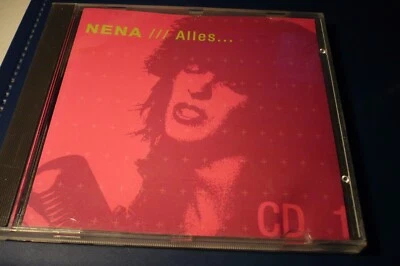 NENA /// Alles...
CD 1